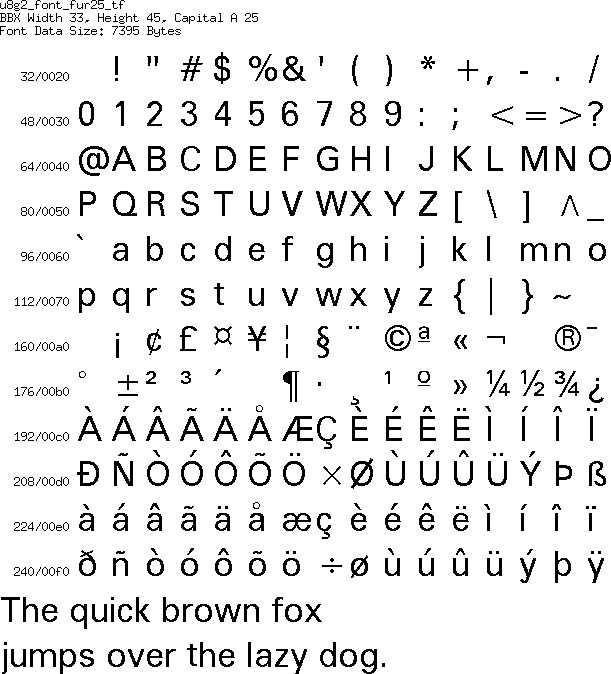 u8g2_font_fur25_tf
BBX Width 33, Height 45, Capital A 25
Font Data Size: 7395 Bytes
32/0020 ! " # $ % & ' ( ) * + , - . /
48/0030 0 1 2 3 4 5 6 7 8 9 : ; < = > ?
64/0040 @ A B C D E F G H I J K L M N O
80/0050 P Q R S T U V W X Y Z [ \ ] ^ _
96/0060 ` a b c d e f g h i j k l m n o
112/0070 p q r s t u v w x y z { | } ~
160/00a0 ¡ ¢ £ ¤ ¥ ¦ § ¨ © ª « ¬ ® ¯
176/00b0 ° ± ² ³ ´ ¶ · ¸ ¹ º » ¼ ½ ¾ ¿
192/00c0 À Á Â Ã Ä Å Æ Ç È É Ê Ë Ì Í Î Ï
208/00d0 Ð Ñ Ò Ó Ô Õ Ö × Ø Ù Ú Û Ü Ý Þ ß
224/00e0 à á â ã ä å æ ç è é ê ë ì í î ï
240/00f0 ð ñ ò ó ô õ ö ÷ ø ù ú û ü ý þ ÿ
The quick brown fox
jumps over the lazy dog.